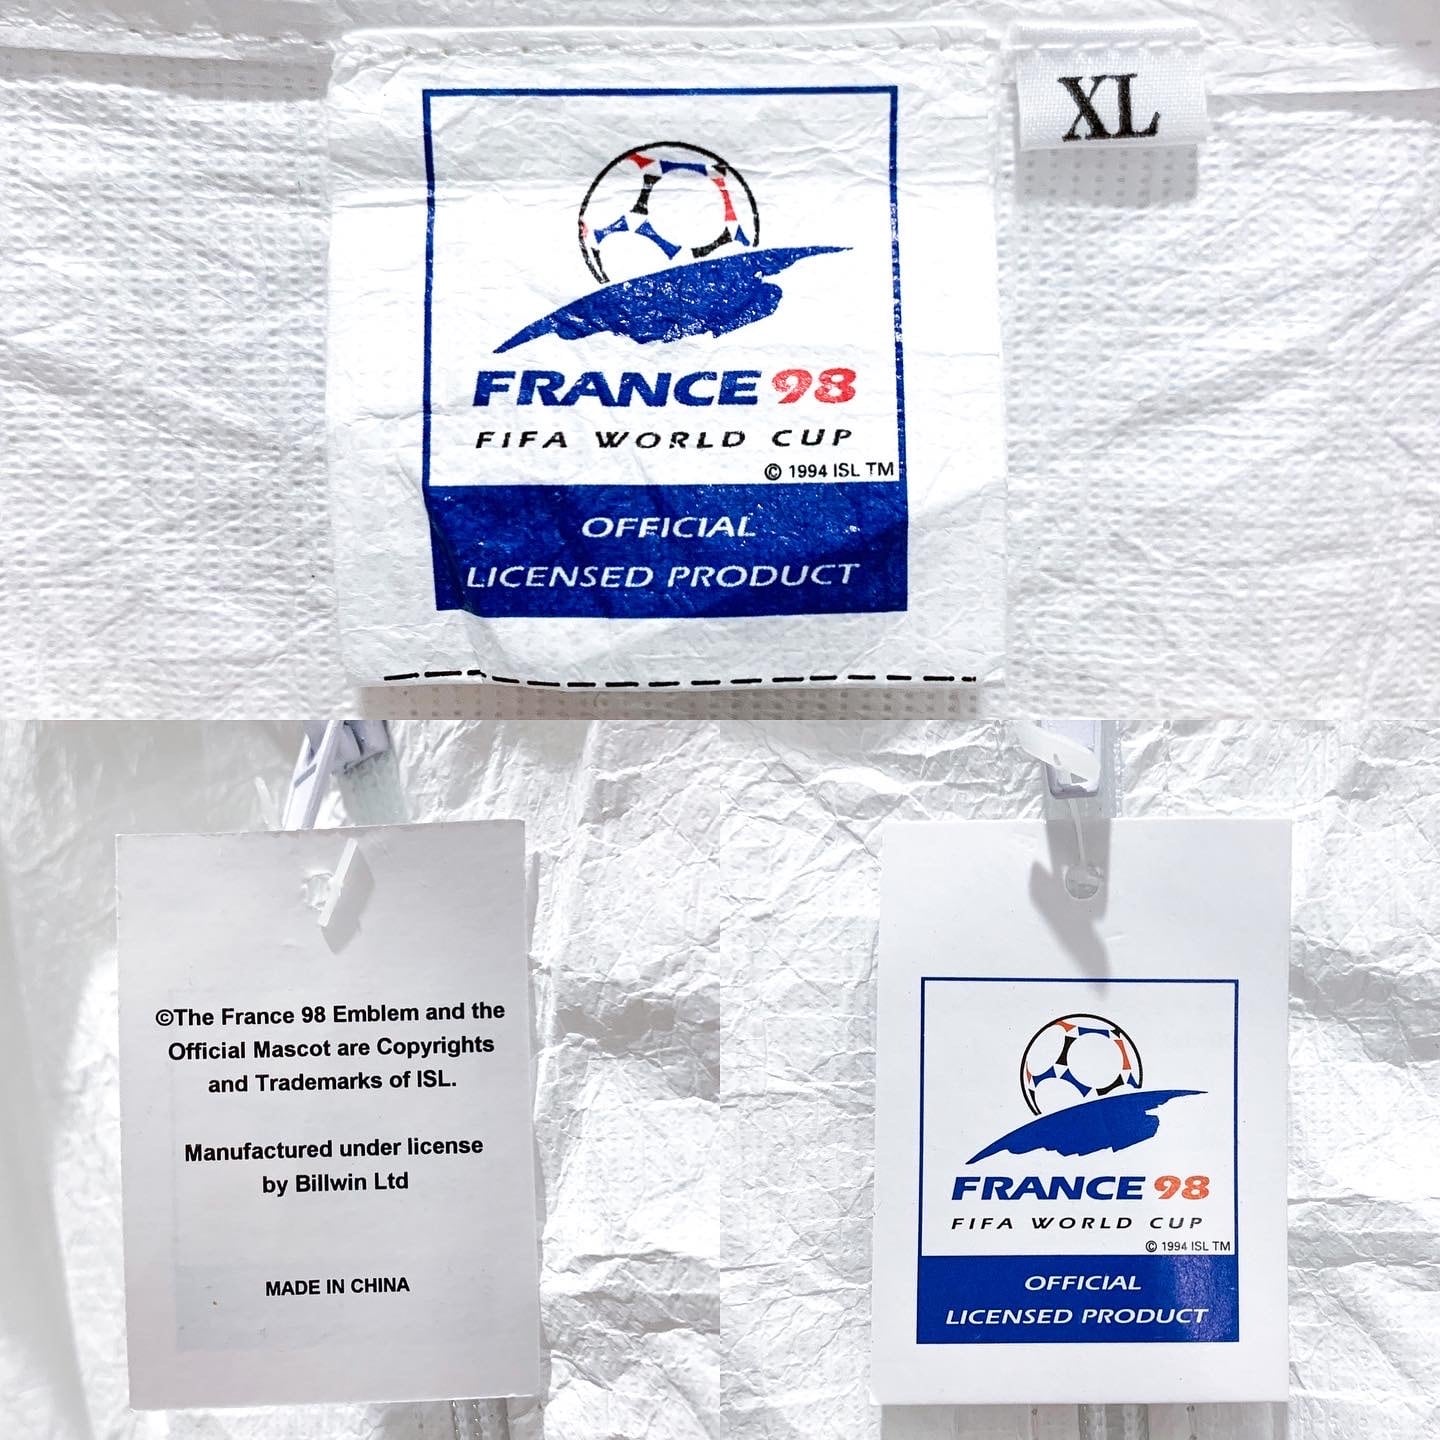 XL
FRANCE 98
FIFA WORLD CUP
© 1994 ISL TM
OFFICIAL
LICENSED PRODUCT
©The France 98 Emblem and the
Official Mascot are Copyrights
and Trademarks of ISL.
Manufactured under license
by Billwin Ltd
MADE IN CHINA
FRANCE 98
FIFA WORLD CUP
© 1994 ISL TM
OFFICIAL
LICENSED PRODUCT